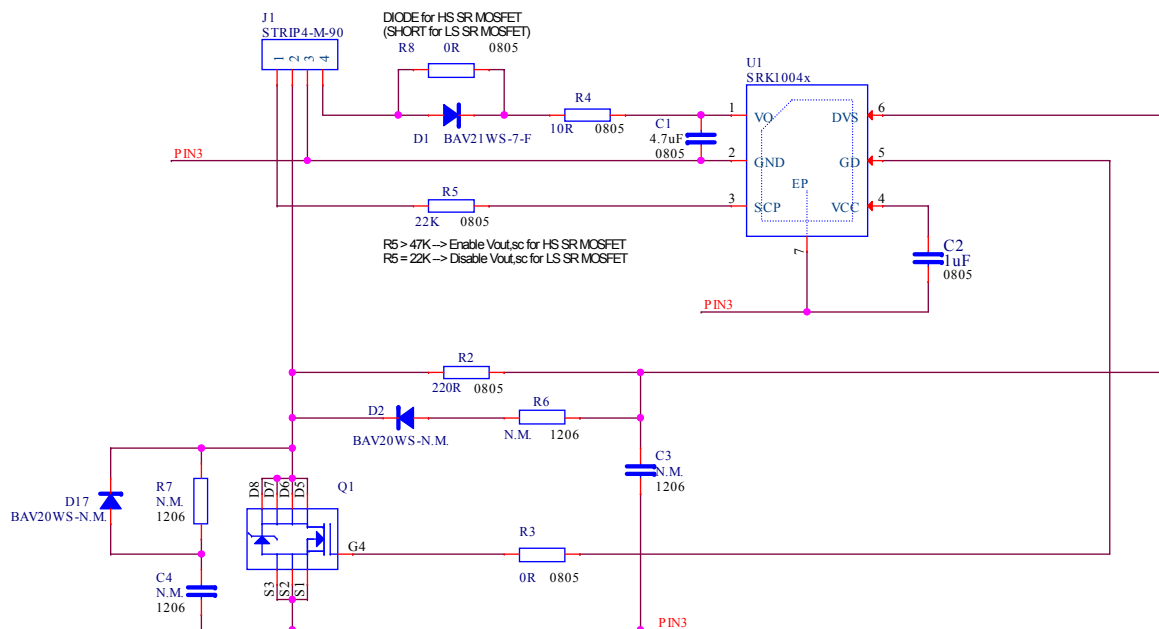 J1
STRIP4-M-90
1 2 3 4
DIODE for HS SR MOSFET
(SHORT for LS SR MOSFET)
R8 0R 0805
D1 BAV21WS-7-F
R4
10R 0805
C1
4.7uF
0805
U1
SRK1004x
1 VO DVS 6
2 GND GD 5
EP
3 SCP VCC 4
7
PIN3
R5
22K 0805
R5 > 47K --> Enable Vout,sc for HS SR MOSFET
R5 = 22K --> Disable Vout,sc for LS SR MOSFET
C2
1uF
0805
PIN3
R2
220R 0805
D2
BAV20WS-N.M.
R6
N.M. 1206
C3
N.M.
1206
D17
BAV20WS-N.M.
R7
N.M.
1206
D8 D7 D6 D5
Q1
G4
S3 S2 S1
R3
0R 0805
C4
N.M.
1206
PIN3